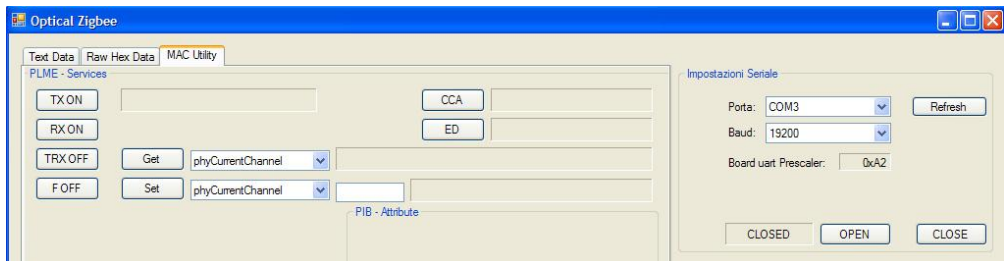 Optical Zigbee
Text Data Raw Hex Data MAC Utility
PLME - Services
TX ON CCA
RX ON ED
TRX OFF Get phyCurrentChannel
F OFF Set phyCurrentChannel
PIB - Attribute
Impostazioni Seriale
Porta: COM3 Refresh
Baud: 19200
Board uart Prescaler: 0xA2
CLOSED OPEN CLOSE